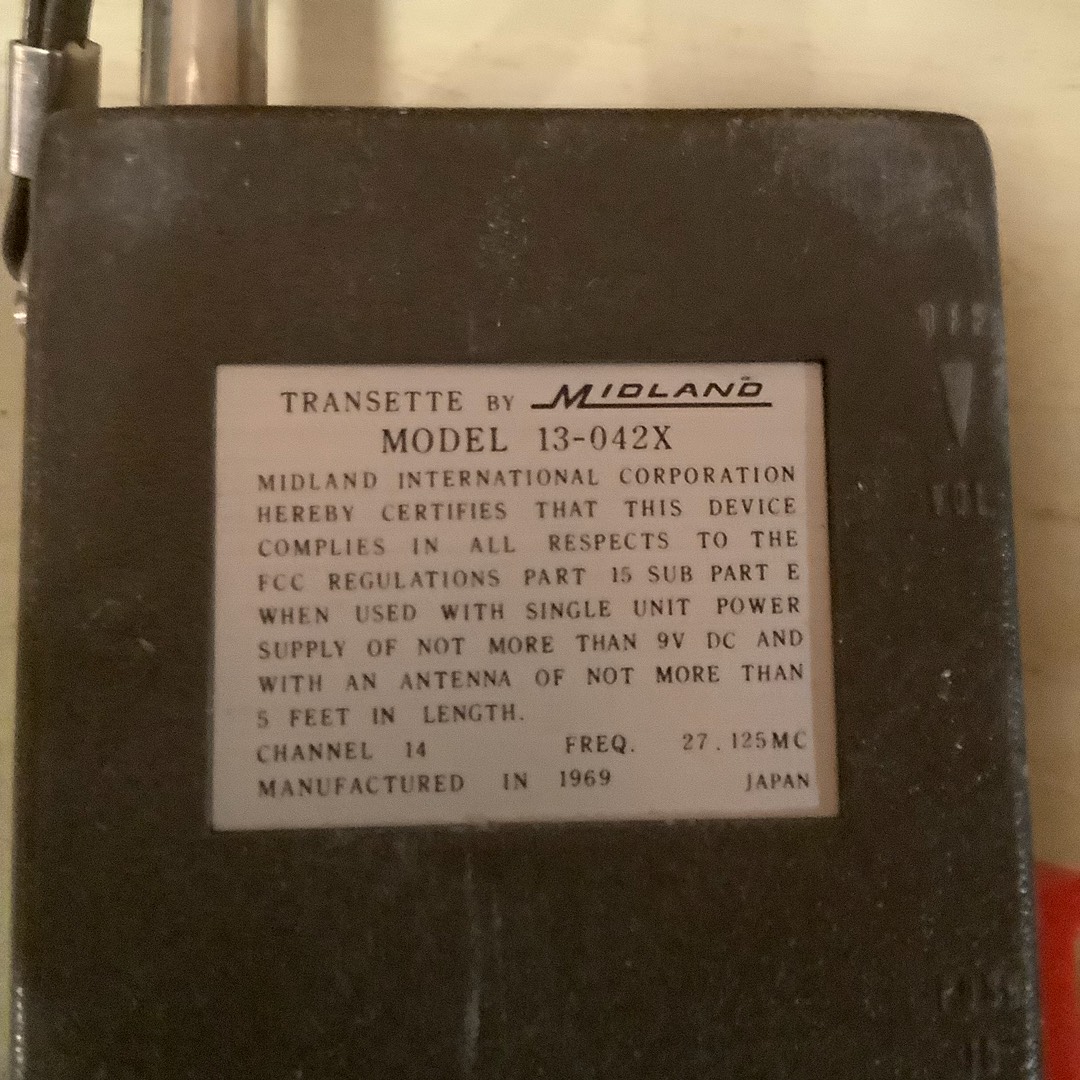 TRANSETTE BY MIDLAND
MODEL 13-042X
MIDLAND INTERNATIONAL CORPORATION
HEREBY CERTIFIES THAT THIS DEVICE
COMPLIES IN ALL RESPECTS TO THE
FCC REGULATIONS PART 15 SUB PART E
WHEN USED WITH SINGLE UNIT POWER
SUPPLY OF NOT MORE THAN 9V DC AND
WITH AN ANTENNA OF NOT MORE THAN
5 FEET IN LENGTH.
CHANNEL 14 FREQ. 27.125MC
MANUFACTURED IN 1969 JAPAN
VOL